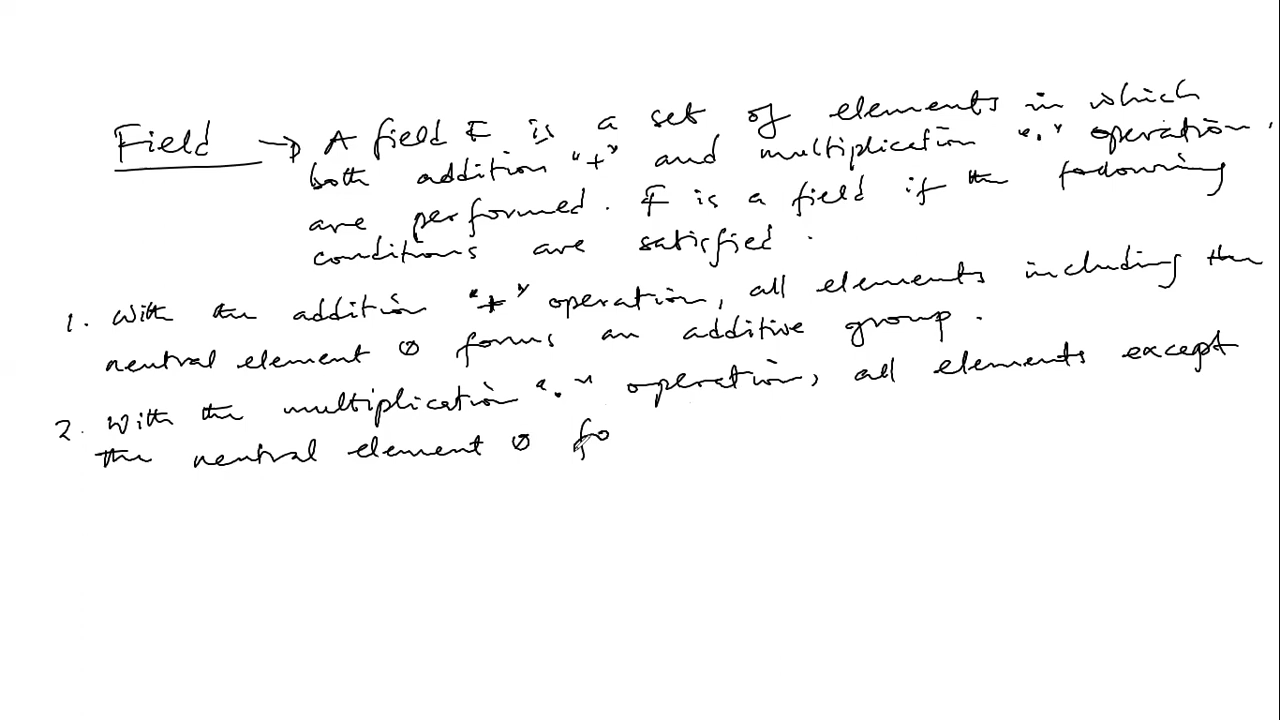 Field → A field F is a set of elements in which
both addition "+" and multiplication "." operation
are performed. F is a field if the following
conditions are satisfied.
1. With the addition "+" operation, all elements including the
neutral element 0 forms an additive group.
2. With the multiplication "." operation, all elements except
the neutral element 0 fo